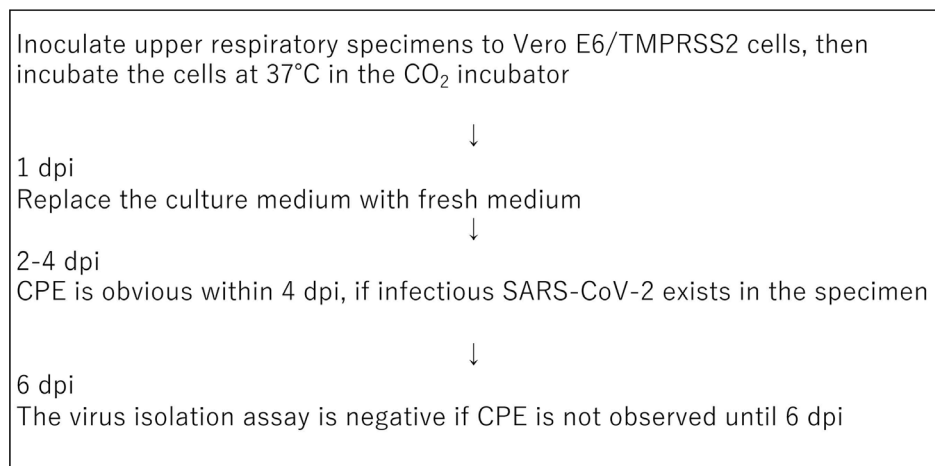 Inoculate upper respiratory specimens to Vero E6/TMPRSS2 cells, then
incubate the cells at 37°C in the CO₂ incubator
↓
1 dpi
Replace the culture medium with fresh medium
↓
2-4 dpi
CPE is obvious within 4 dpi, if infectious SARS-CoV-2 exists in the specimen
↓
6 dpi
The virus isolation assay is negative if CPE is not observed until 6 dpi